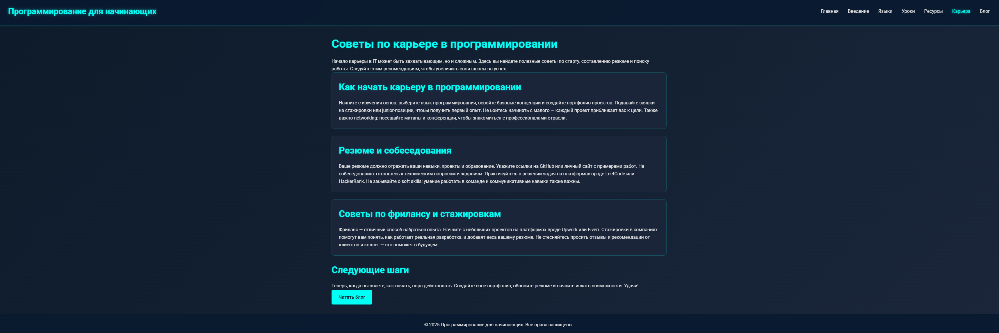 Программирование для начинающих
Главная Введение Языки Уроки Ресурсы Карьера Блог
Советы по карьере в программировании
Начало карьеры в IT может быть захватывающим, но и сложным. Здесь вы найдете полезные советы по старту, составлению резюме и поиску
работы. Следуйте этим рекомендациям, чтобы увеличить свои шансы на успех.
Как начать карьеру в программировании
Начните с изучения основ: выберите язык программирования, освойте базовые концепции и создайте портфолио проектов. Подавайте заявки
на стажировки или junior-позиции, чтобы получить первый опыт. Не бойтесь начинать с малого — каждый проект приближает вас к цели. Также
важно networking: посещайте митапы и конференции, чтобы знакомиться с профессионалами отрасли.
Резюме и собеседования
Ваше резюме должно отражать ваши навыки, проекты и образование. Укажите ссылки на GitHub или личный сайт с примерами работ. На
собеседованиях готовьтесь к техническим вопросам и заданиям. Практикуйтесь в решении задач на платформах вроде LeetCode или
HackerRank. Не забывайте о soft skills: умение работать в команде и коммуникативные навыки также важны.
Советы по фрилансу и стажировкам
Фриланс — отличный способ набраться опыта. Начните с небольших проектов на платформах вроде Upwork или Fiverr. Стажировки в компаниях
помогут вам понять, как работает реальная разработка, и добавят веса вашему резюме. Не стесняйтесь просить отзывы и рекомендации от
клиентов и коллег — это поможет в будущем.
Следующие шаги
Теперь, когда вы знаете, как начать, пора действовать. Создайте свое портфолио, обновите резюме и начните искать возможности. Удачи!
Читать блог
© 2025 Программирование для начинающих. Все права защищены.